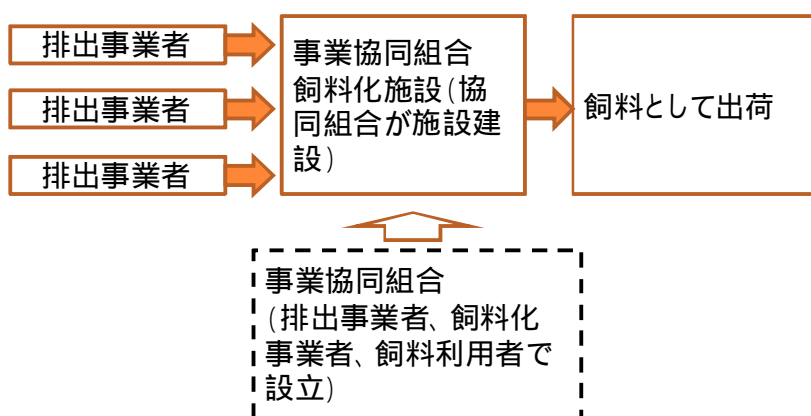 排出事業者
排出事業者
排出事業者
事業協同組合
飼料化施設(協
同組合が施設建
設)
飼料として出荷
事業協同組合
(排出事業者、飼料化
事業者、飼料利用者で
設立)